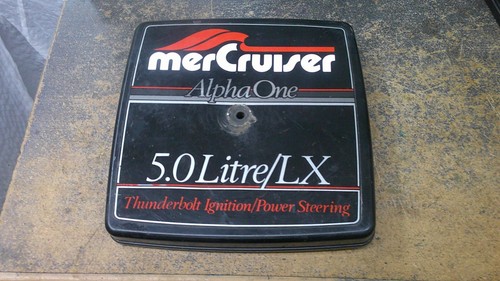 merCruiser
Alpha One
5.0 Litre/LX
Thunderbolt Ignition/Power Steering